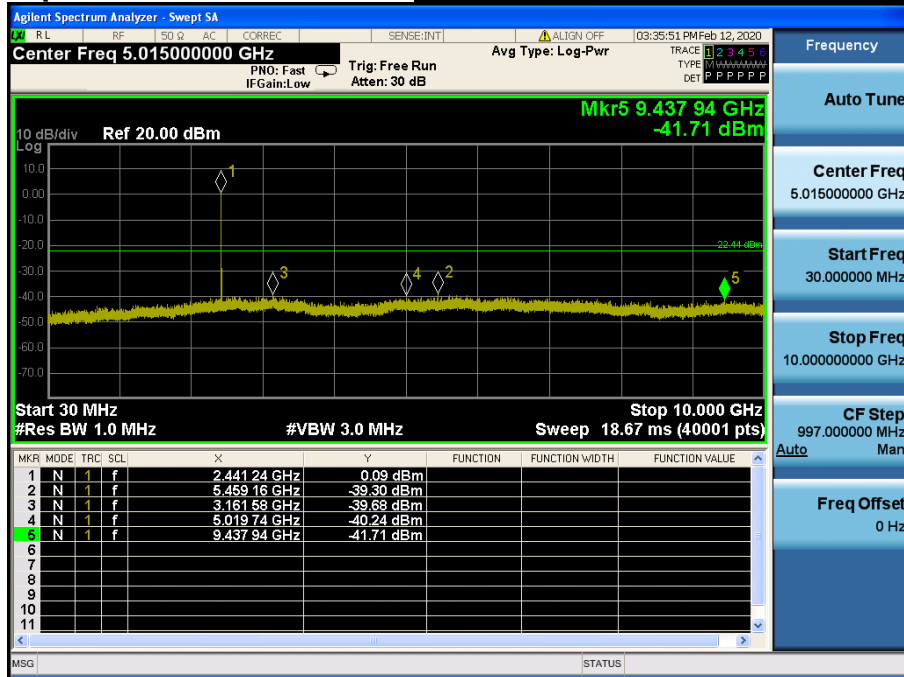 Agilent Spectrum Analyzer - Swept SA
LXI RL RF 50 Ω AC CORREC SENSE:INT ALIGN OFF 03:35:51 PM Feb 12, 2020
Center Freq 5.015000000 GHz Avg Type: Log-Pwr TRACE 1 2 3 4 5 6
PNO: Fast Trig: Free Run TYPE M WWWWW
IFGain:Low Atten: 30 dB DET P P P P P P
Mkr5 9.437 94 GHz
10 dB/div Ref 20.00 dBm -41.71 dBm
Log
10.0
0.00
-10.0
-20.0
-30.0
-40.0
-50.0
-60.0
-70.0
1
-22.44 dBm
3
4
2
5
Start 30 MHz Stop 10.000 GHz
#Res BW 1.0 MHz #VBW 3.0 MHz Sweep 18.67 ms (40001 pts)
MKR MODE TRC SCL X Y FUNCTION FUNCTION WIDTH FUNCTION VALUE
1 N 1 f 2.441 24 GHz 0.09 dBm
2 N 1 f 5.459 16 GHz -39.30 dBm
3 N 1 f 3.161 58 GHz -39.68 dBm
4 N 1 f 5.019 74 GHz -40.24 dBm
5 N 1 f 9.437 94 GHz -41.71 dBm
6
7
8
9
10
11
MSG STATUS
Frequency
Auto Tune
Center Freq
5.015000000 GHz
Start Freq
30.000000 MHz
Stop Freq
10.000000000 GHz
CF Step
997.000000 MHz
Auto Man
Freq Offset
0 Hz